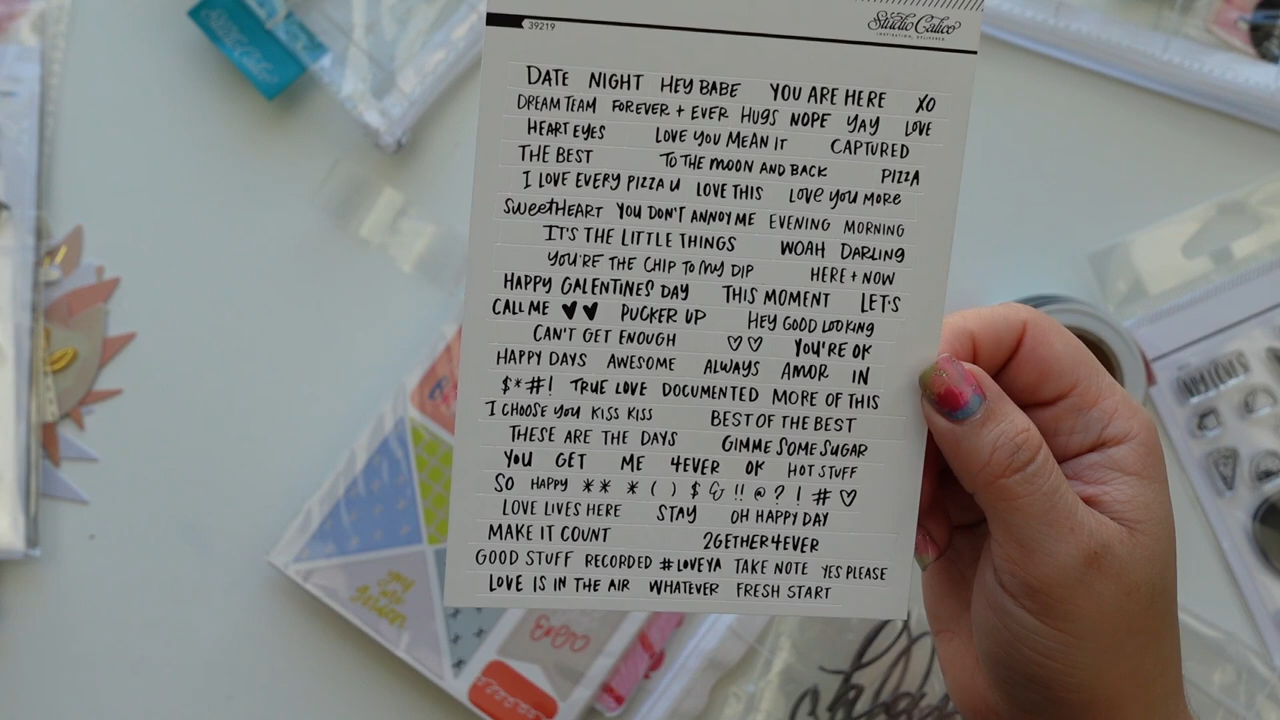 39219
Studio Calico
INSPIRATION, DELIVERED
DATE NIGHT HEY BABE YOU ARE HERE XO
DREAM TEAM FOREVER + EVER HUGS NOPE YAY LOVE
HEART EYES LOVE YOU MEAN IT CAPTURED
THE BEST TO THE MOON AND BACK PIZZA
I LOVE EVERY PIZZA U LOVE THIS LOVE YOU MORE
SWEETHEART YOU DON'T ANNOY ME EVENING MORNING
IT'S THE LITTLE THINGS WOAH DARLING
YOU'RE THE CHIP TO MY DIP HERE + NOW
HAPPY GALENTINES DAY THIS MOMENT LET'S
CALL ME ♥♥ PUCKER UP HEY GOOD LOOKING
CAN'T GET ENOUGH ♡♡ YOU'RE OK
HAPPY DAYS AWESOME ALWAYS AMOR IN
$*#! TRUE LOVE DOCUMENTED MORE OF THIS
I CHOOSE YOU KISS KISS BEST OF THE BEST
THESE ARE THE DAYS GIMME SOME SUGAR
YOU GET ME 4EVER OK HOT STUFF
SO HAPPY ** * ( ) $ & !! @ ? ! # ♡
LOVE LIVES HERE STAY OH HAPPY DAY
MAKE IT COUNT 2GETHER4EVER
GOOD STUFF RECORDED #LOVEYA TAKE NOTE YES PLEASE
LOVE IS IN THE AIR WHATEVER FRESH START